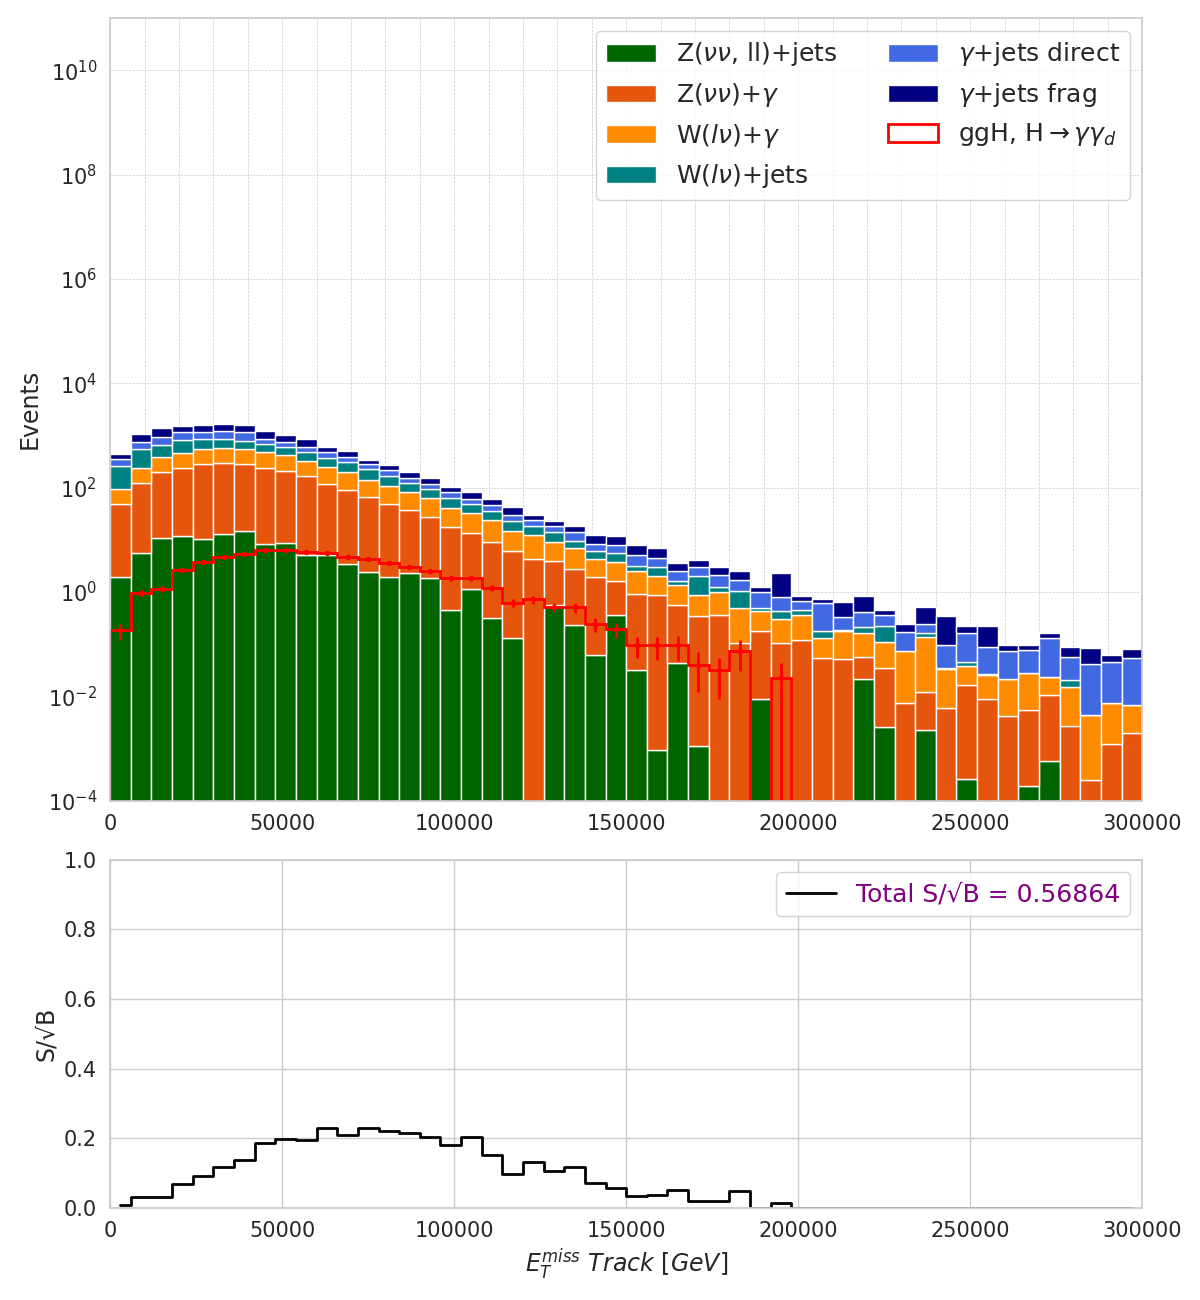 Z(νν, ll)+jets
Z(νν)+γ
W(lν)+γ
W(lν)+jets
γ+jets direct
γ+jets frag
ggH, H→γγ_d
Events
10^10
10^8
10^6
10^4
10^2
10^0
10^−2
10^−4
0 50000 100000 150000 200000 250000 300000
Total S/√B = 0.56864
S/√B
1.0
0.8
0.6
0.4
0.2
0.0
0 50000 100000 150000 200000 250000 300000
E_T^miss Track [GeV]